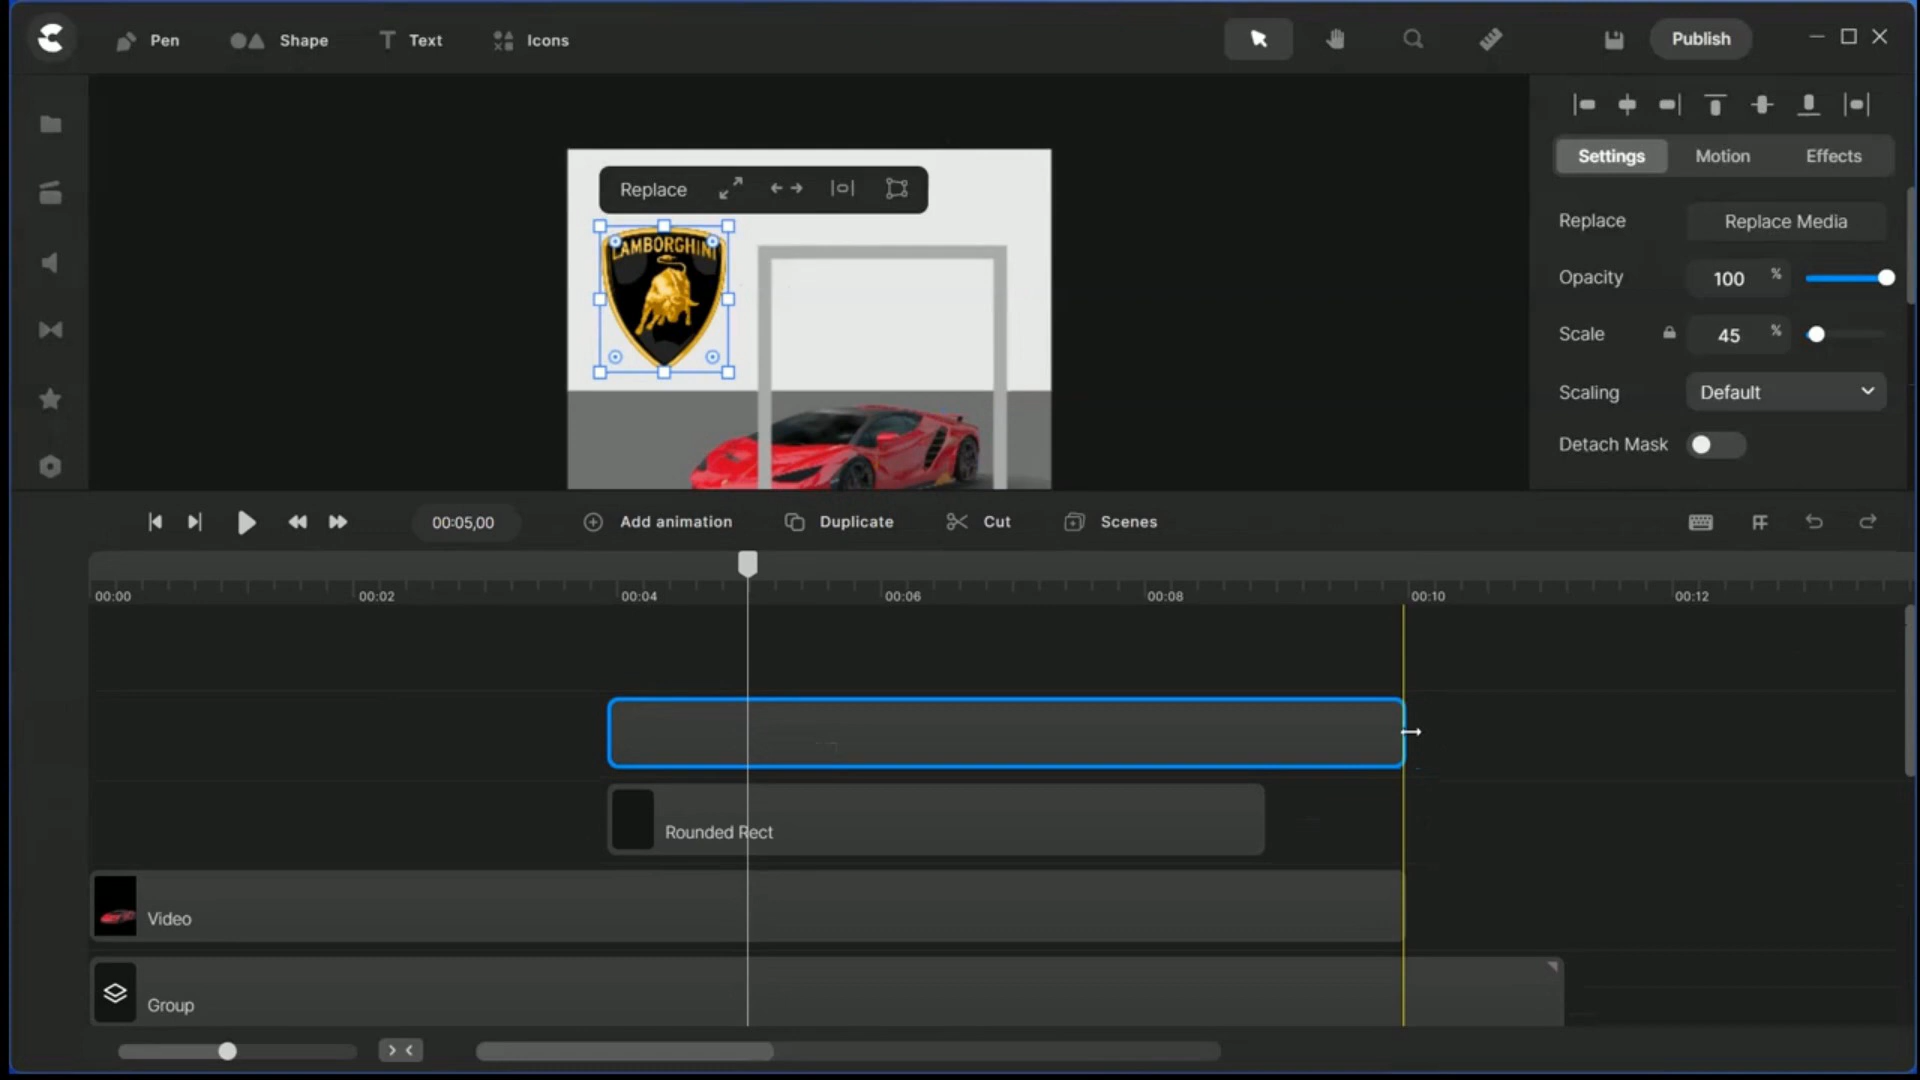 Pen Shape Text Icons Publish
Settings Motion Effects
Replace
LAMBORGHINI
Replace Replace Media
Opacity 100 %
Scale 45 %
Scaling Default
Detach Mask
00:05,00 Add animation Duplicate Cut Scenes
00:00 00:02 00:04 00:06 00:08 00:10 00:12
Rounded Rect
Video
Group